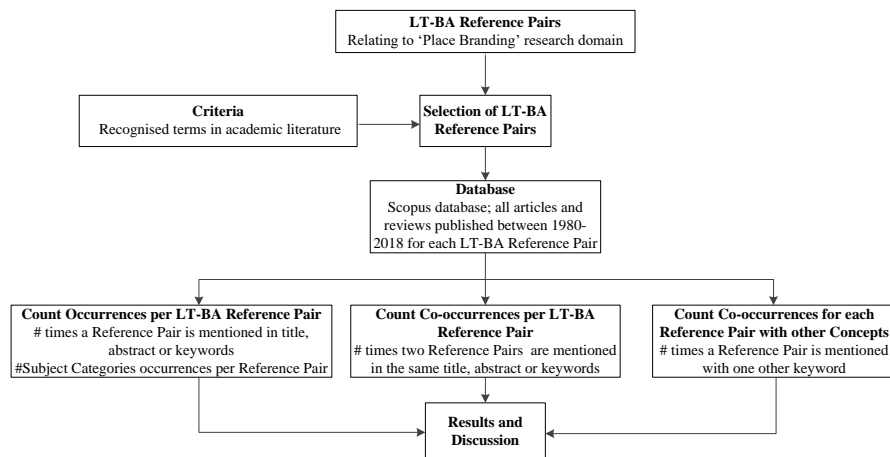 LT-BA Reference Pairs
Relating to ‘Place Branding’ research domain
Criteria
Recognised terms in academic literature
Selection of LT-BA
Reference Pairs
Database
Scopus database; all articles and
reviews published between 1980-
2018 for each LT-BA Reference Pair
Count Occurrences per LT-BA Reference Pair
# times a Reference Pair is mentioned in title,
abstract or keywords
#Subject Categories occurrences per Reference Pair
Count Co-occurrences per LT-BA
Reference Pair
# times two Reference Pairs are mentioned
in the same title, abstract or keywords
Count Co-occurrences for each
Reference Pair with other Concepts
# times a Reference Pair is mentioned
with one other keyword
Results and
Discussion